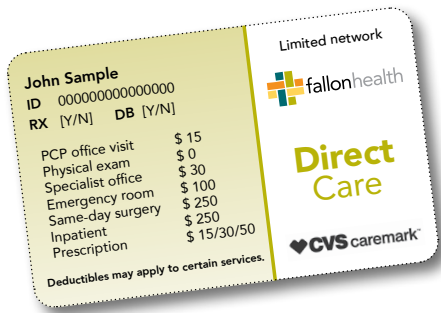 John Sample
ID 000000000000000
RX [Y/N] DB [Y/N]
PCP office visit $ 15
Physical exam $ 0
Specialist office $ 30
Emergency room $ 100
Same-day surgery $ 250
Inpatient $ 250
Prescription $ 15/30/50
Deductibles may apply to certain services.
Limited network
fallonhealth
Direct
Care
CVS caremark™